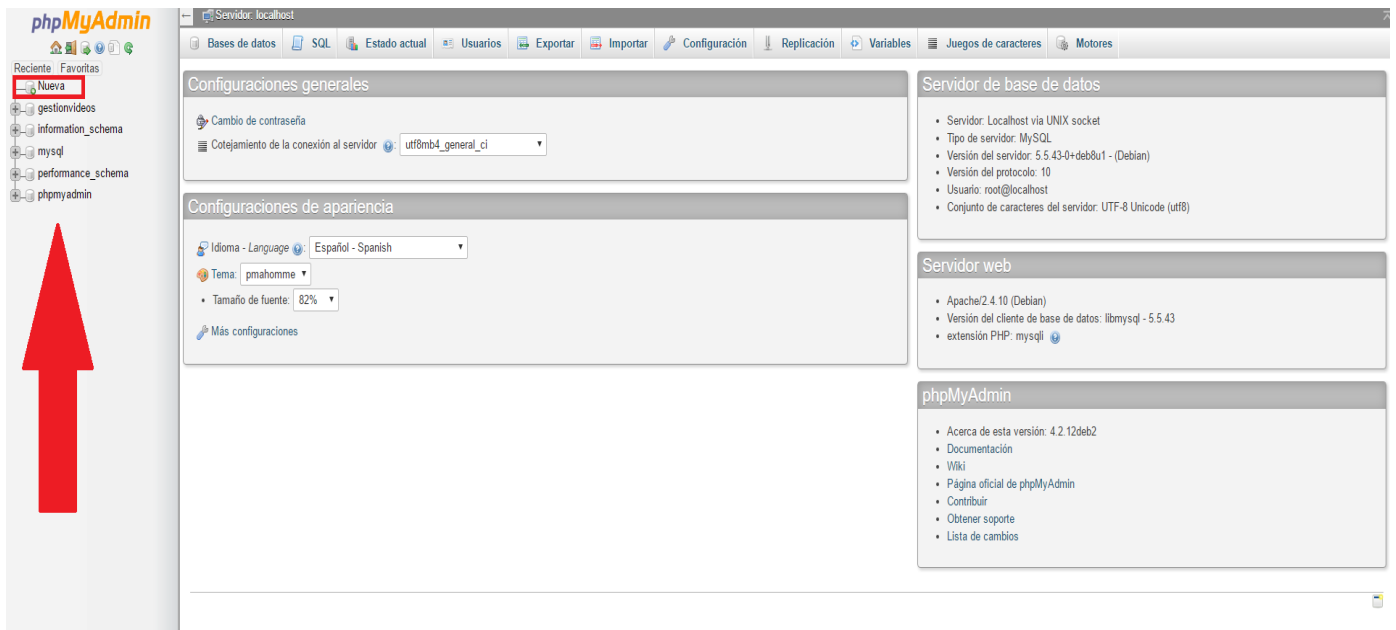 phpMyAdmin
Reciente Favoritas
Nueva
gestionvideos
information_schema
mysql
performance_schema
phpmyadmin
Servidor: localhost
Bases de datos SQL Estado actual Usuarios Exportar Importar Configuración Replicación Variables Juegos de caracteres Motores
Configuraciones generales
Cambio de contraseña
Cotejamiento de la conexión al servidor : utf8mb4_general_ci
Configuraciones de apariencia
Idioma - Language : Español - Spanish
Tema: pmahomme
• Tamaño de fuente: 82%
Más configuraciones
Servidor de base de datos
• Servidor: Localhost via UNIX socket
• Tipo de servidor: MySQL
• Versión del servidor: 5.5.43-0+deb8u1 - (Debian)
• Versión del protocolo: 10
• Usuario: root@localhost
• Conjunto de caracteres del servidor: UTF-8 Unicode (utf8)
Servidor web
• Apache/2.4.10 (Debian)
• Versión del cliente de base de datos: libmysql - 5.5.43
• extensión PHP: mysqli
phpMyAdmin
• Acerca de esta versión: 4.2.12deb2
• Documentación
• Wiki
• Página oficial de phpMyAdmin
• Contribuir
• Obtener soporte
• Lista de cambios